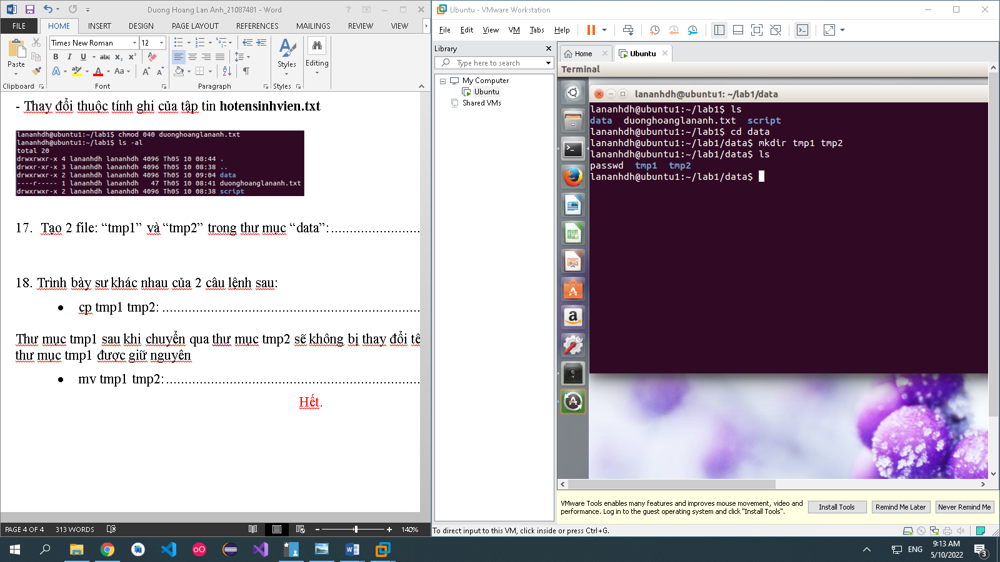 Duong Hoang Lan Anh_21087481 - Word
FILE HOME INSERT DESIGN PAGE LAYOUT REFERENCES MAILINGS REVIEW VIEW
Times New Roman 12
Paste
B I U abc x₂ x² Aa
Styles
Editing
Clipboard Font Paragraph Styles
- Thay đổi thuộc tính ghi của tập tin hotensinhvien.txt
lananhdh@ubuntu1:~/lab1$ chmod 040 duonghoanglananh.txt
lananhdh@ubuntu1:~/lab1$ ls -al
total 20
drwxrwxr-x 4 lananhdh lananhdh 4096 Th05 10 08:44 .
drwxr-xr-x 3 lananhdh lananhdh 4096 Th05 10 08:38 ..
drwxrwxr-x 2 lananhdh lananhdh 4096 Th05 10 09:04 data
----r----- 1 lananhdh lananhdh 47 Th05 10 08:41 duonghoanglananh.txt
drwxrwxr-x 2 lananhdh lananhdh 4096 Th05 10 08:38 script
17. Tạo 2 file: “tmp1” và “tmp2” trong thư mục “data”:........................
18. Trình bày sư khác nhau của 2 câu lệnh sau:
• cp tmp1 tmp2: .....................................................................
Thư mục tmp1 sau khi chuyển qua thư mục tmp2 sẽ không bị thay đổi tê
thư mục tmp1 được giữ nguyên
• mv tmp1 tmp2:....................................................................
Hết.
PAGE 4 OF 4 313 WORDS 140%
Ubuntu - VMware Workstation
File Edit View VM Tabs Help
Library
Type here to search
My Computer
Ubuntu
Shared VMs
Home Ubuntu
Terminal
lananhdh@ubuntu1: ~/lab1/data
lananhdh@ubuntu1:~/lab1$ ls
data duonghoanglananh.txt script
lananhdh@ubuntu1:~/lab1$ cd data
lananhdh@ubuntu1:~/lab1/data$ mkdir tmp1 tmp2
lananhdh@ubuntu1:~/lab1/data$ ls
passwd tmp1 tmp2
lananhdh@ubuntu1:~/lab1/data$
VMware Tools enables many features and improves mouse movement, video and
performance. Log in to the guest operating system and click "Install Tools".
Install Tools Remind Me Later Never Remind Me
To direct input to this VM, click inside or press Ctrl+G.
ENG
9:13 AM
5/10/2022
3